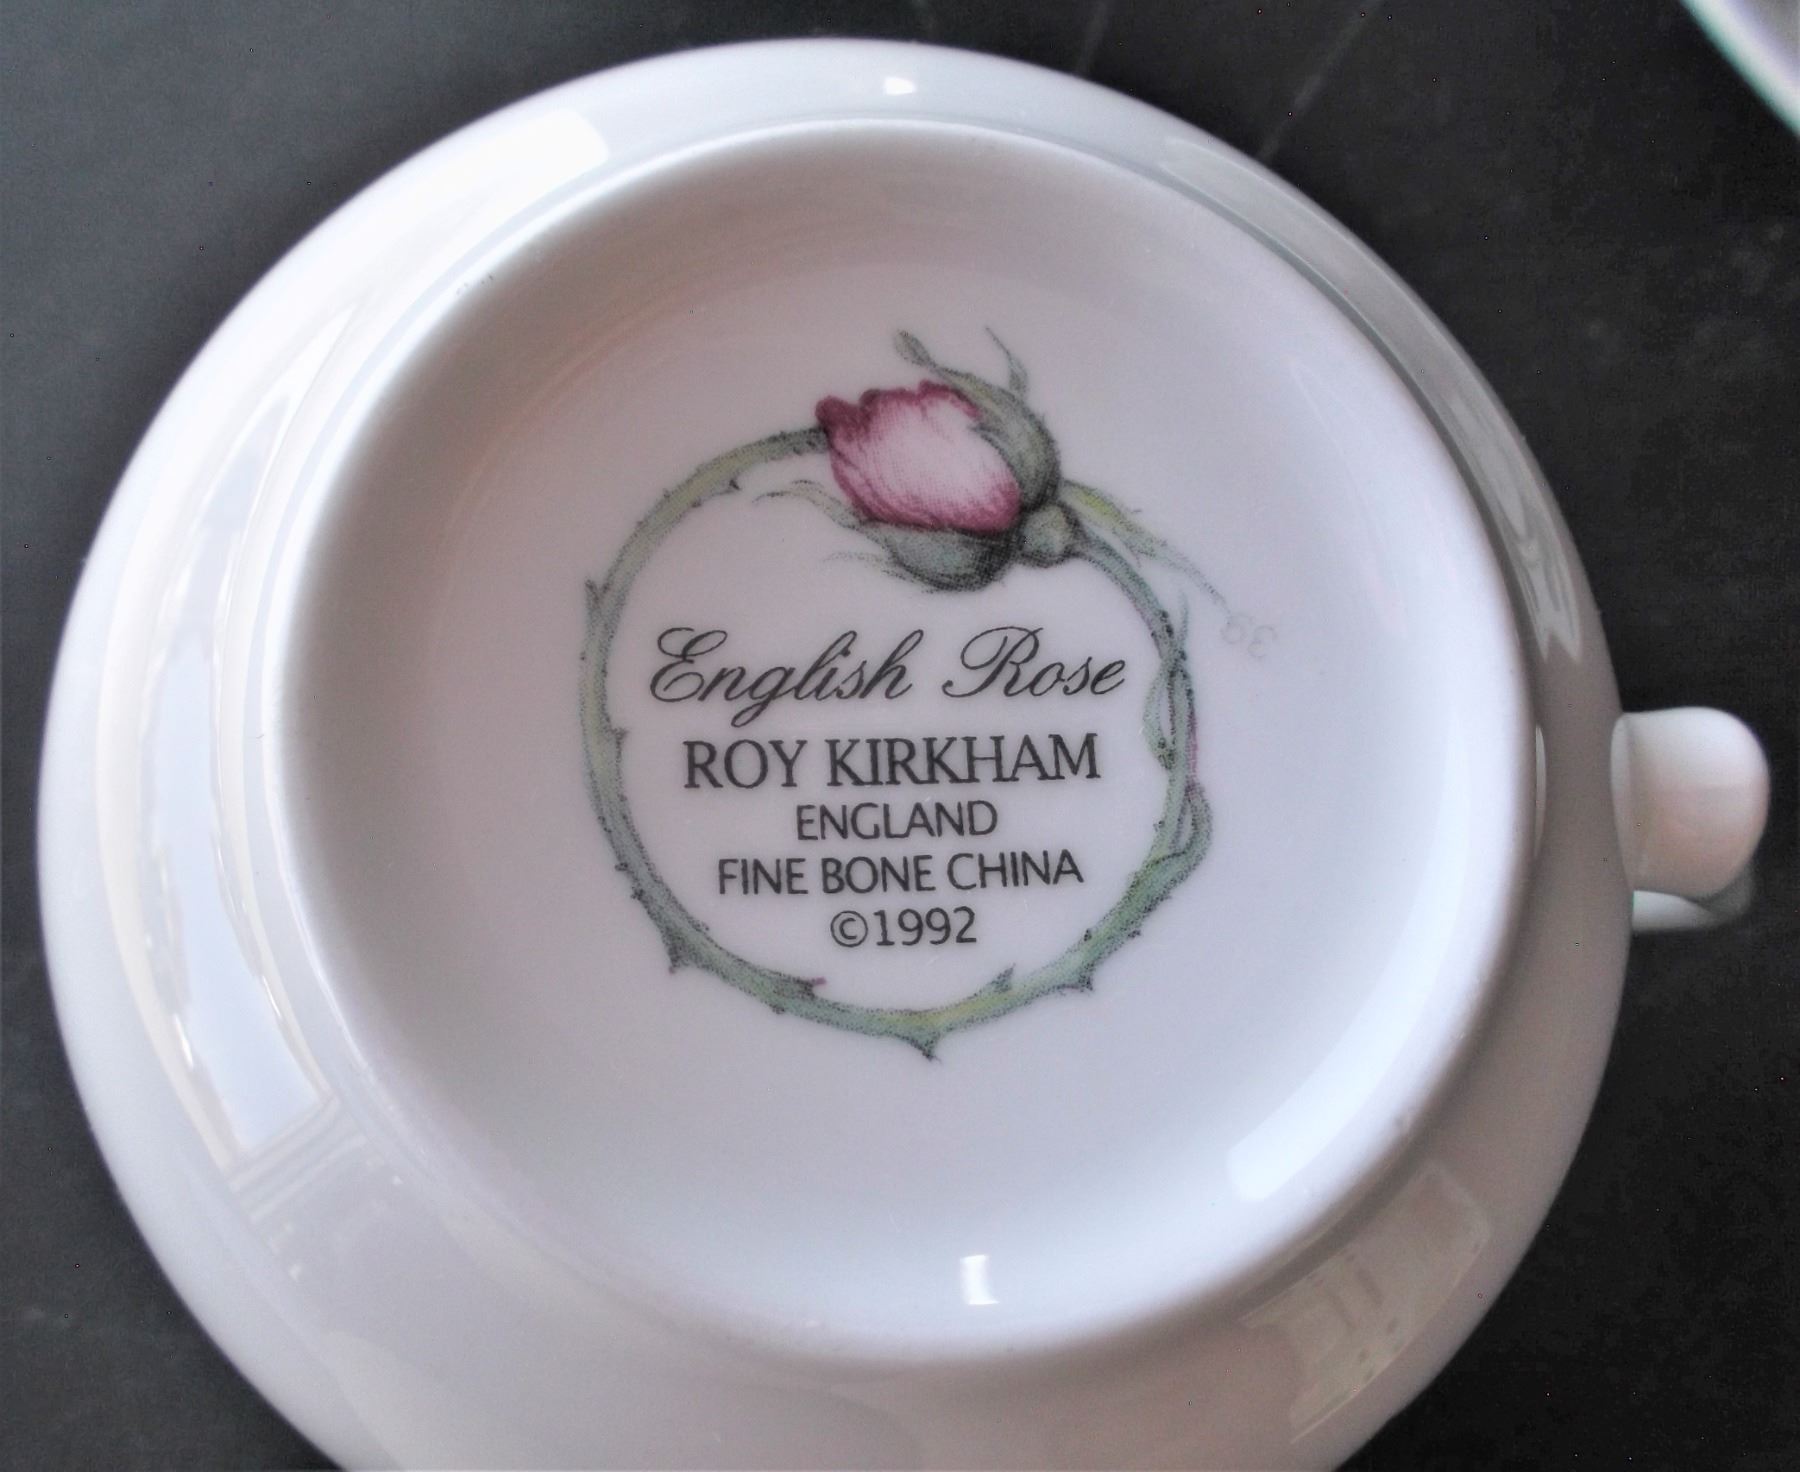 English Rose
ROY KIRKHAM
ENGLAND
FINE BONE CHINA
©1992